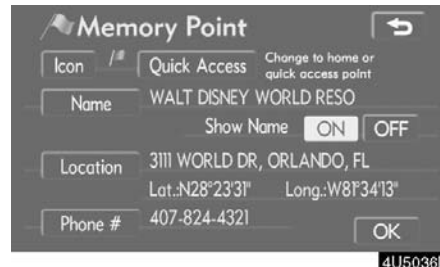 Memory Point
Icon Quick Access Change to home or
quick access point
Name WALT DISNEY WORLD RESO
Show Name ON OFF
Location 3111 WORLD DR, ORLANDO, FL
Lat.:N28°23'31" Long.:W81°34'13"
Phone # 407-824-4321
OK
4U5036